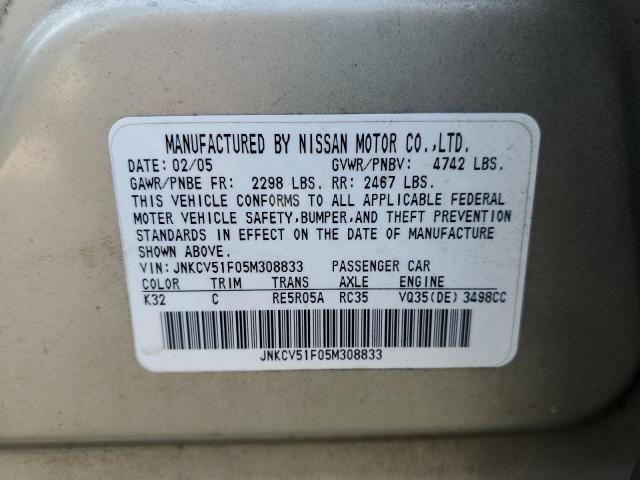 MANUFACTURED BY NISSAN MOTOR CO.,LTD.
DATE: 02/05 GVWR/PNBV: 4742 LBS.
GAWR/PNBE FR: 2298 LBS. RR: 2467 LBS.
THIS VEHICLE CONFORMS TO ALL APPLICABLE FEDERAL
MOTER VEHICLE SAFETY,BUMPER,AND THEFT PREVENTION
STANDARDS IN EFFECT ON THE DATE OF MANUFACTURE
SHOWN ABOVE.
VIN: JNKCV51F05M308833 PASSENGER CAR
COLOR TRIM TRANS AXLE ENGINE
K32 C RE5R05A RC35 VQ35(DE) 3498CC
JNKCV51F05M308833